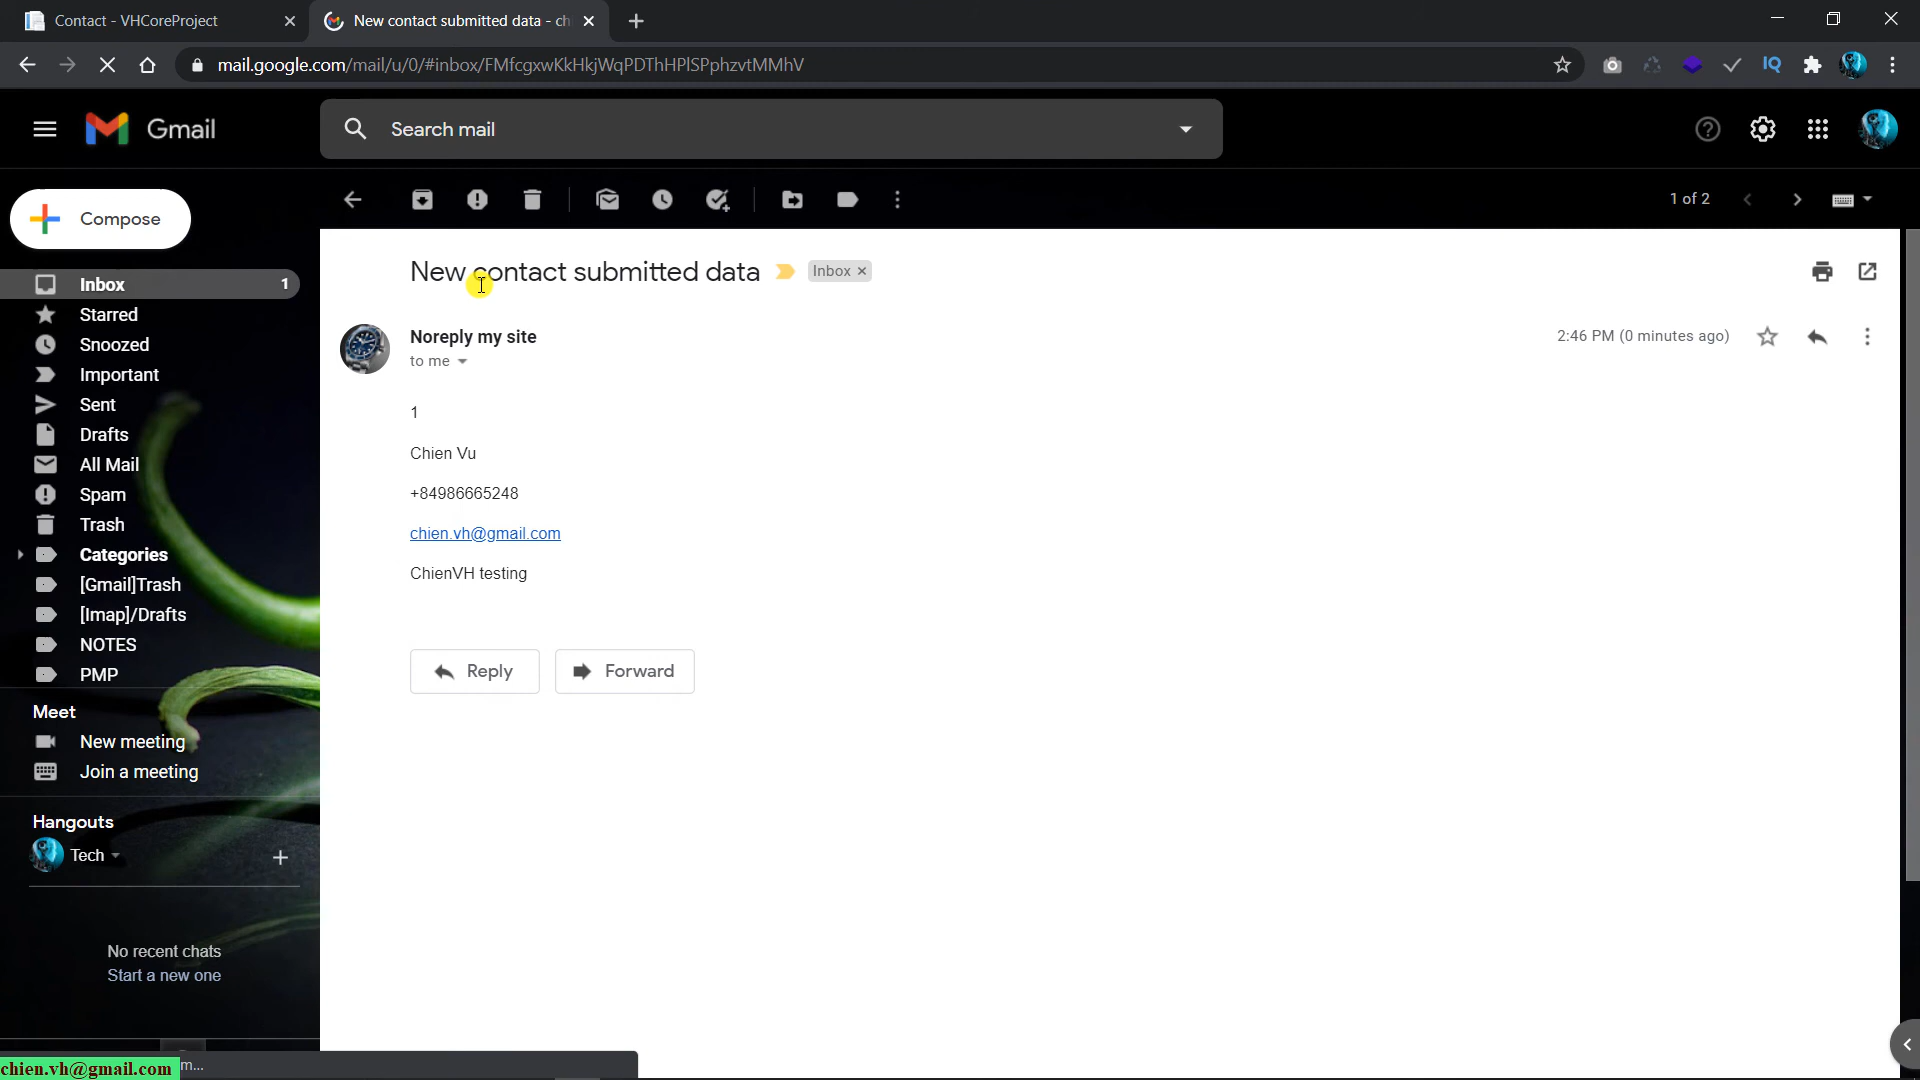 Contact - VHCoreProject
New contact submitted data - ch
mail.google.com/mail/u/0/#inbox/FMfcgxwKkHkjWqPDThHPlSPphzvtMMhV
IQ
Gmail
Search mail
Compose
1 of 2
Inbox 1
Starred
Snoozed
Important
Sent
Drafts
All Mail
Spam
Trash
Categories
[Gmail]Trash
[Imap]/Drafts
NOTES
PMP
Meet
New meeting
Join a meeting
Hangouts
Tech
No recent chats
Start a new one
New contact submitted data
Inbox
Noreply my site
2:46 PM (0 minutes ago)
to me
1
Chien Vu
+84986665248
chien.vh@gmail.com
ChienVH testing
Reply
Forward
chien.vh@gmail.com
m...